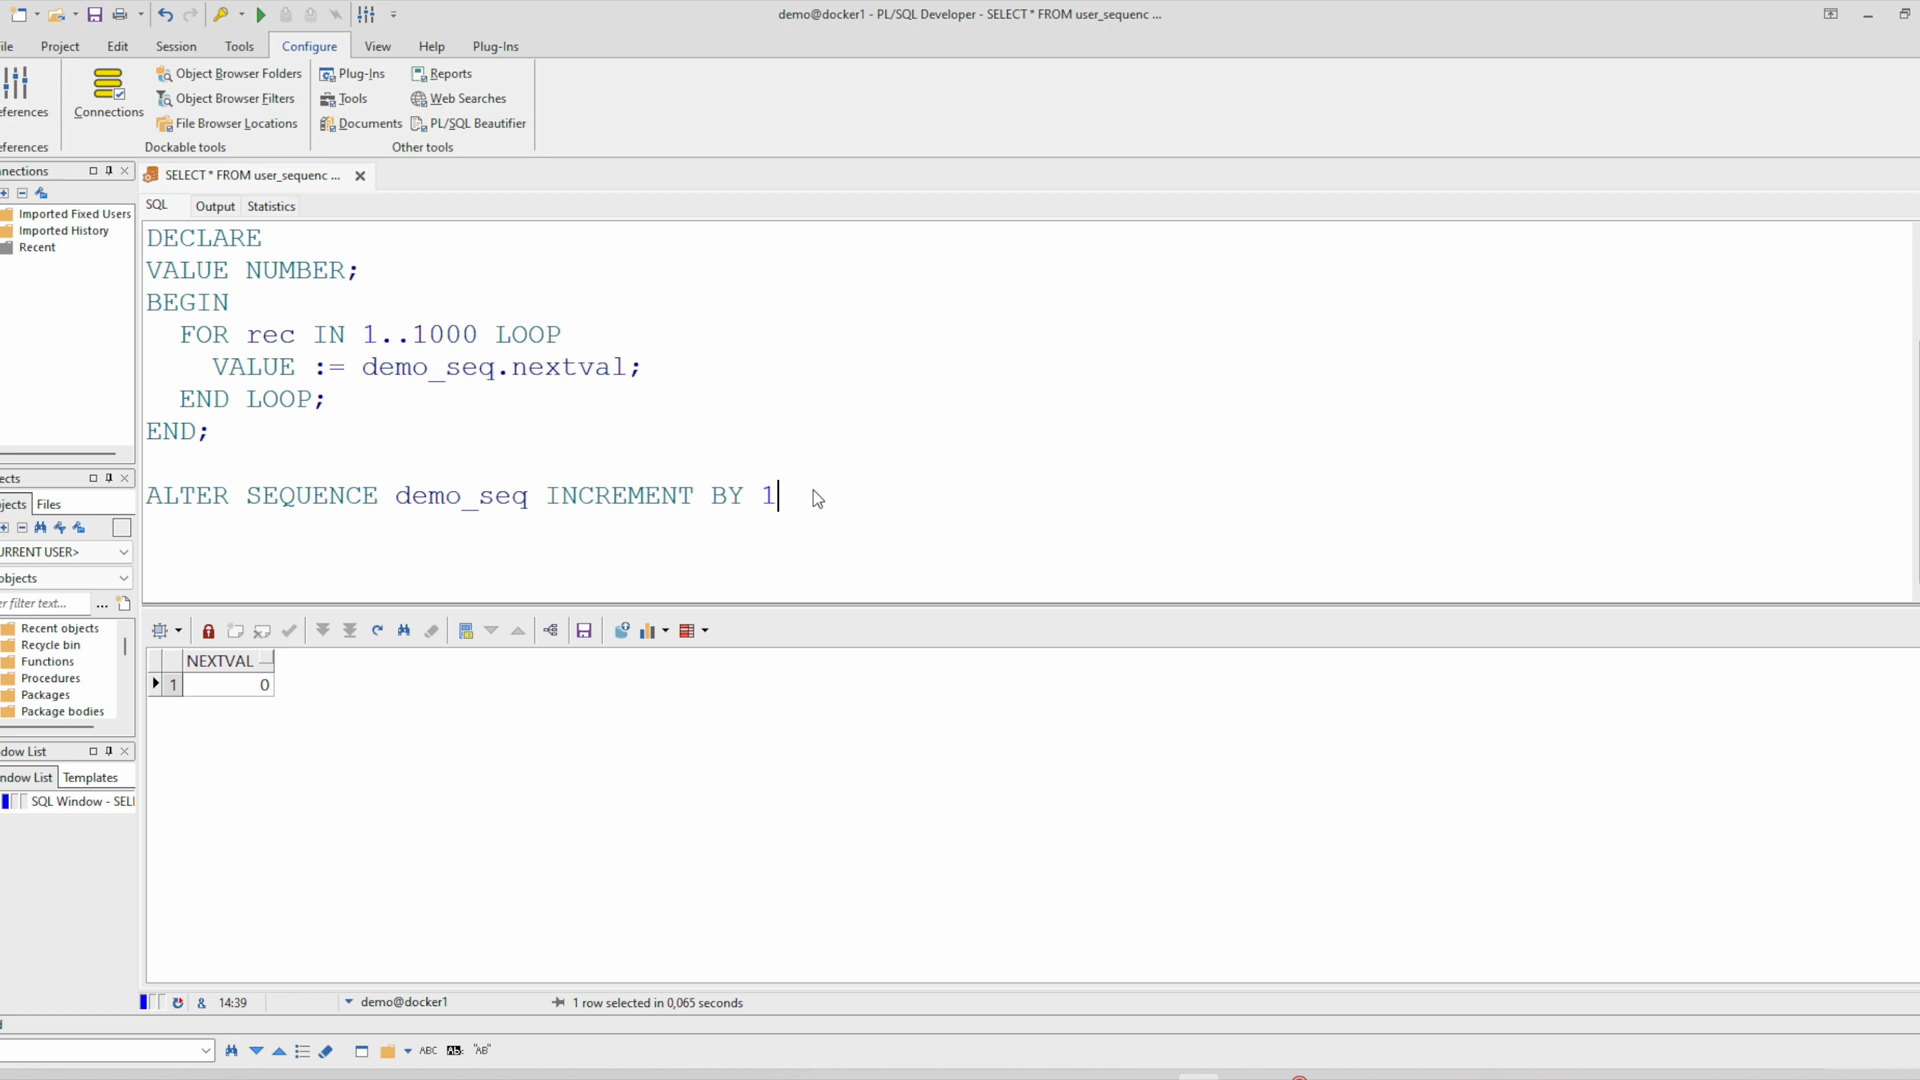 demo@docker1 - PL/SQL Developer - SELECT * FROM user_sequenc ...
ile Project Edit Session Tools Configure View Help Plug-Ins
eferences
Connections
Object Browser Folders
Object Browser Filters
File Browser Locations
Plug-Ins
Tools
Documents
Reports
Web Searches
PL/SQL Beautifier
eferences Dockable tools Other tools
nnections
Imported Fixed Users
Imported History
Recent
SELECT * FROM user_sequenc ...
SQL Output Statistics
DECLARE
VALUE NUMBER;
BEGIN
FOR rec IN 1..1000 LOOP
VALUE := demo_seq.nextval;
END LOOP;
END;
ALTER SEQUENCE demo_seq INCREMENT BY 1
ects
jects Files
URRENT USER>
objects
er filter text... ...
Recent objects
Recycle bin
Functions
Procedures
Packages
Package bodies
NEXTVAL
1 0
dow List
ndow List Templates
SQL Window - SELI
& 14:39 demo@docker1 1 row selected in 0,065 seconds
d
ABC AB: "AB"